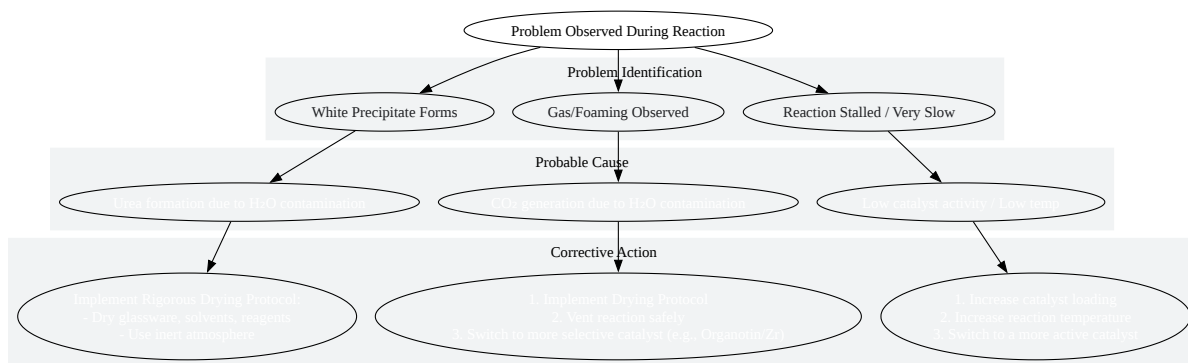 Problem Observed During Reaction
Problem Identification
White Precipitate Forms
Gas/Foaming Observed
Reaction Stalled / Very Slow
Probable Cause
Urea formation due to H₂O contamination
CO₂ generation due to H₂O contamination
Low catalyst activity / Low temp
Corrective Action
Implement Rigorous Drying Protocol:
- Dry glassware, solvents, reagents
- Use inert atmosphere
1. Implement Drying Protocol
2. Vent reaction safely
3. Switch to more selective catalyst (e.g., Organotin/Zr)
1. Increase catalyst loading
2. Increase reaction temperature
3. Switch to a more active catalyst